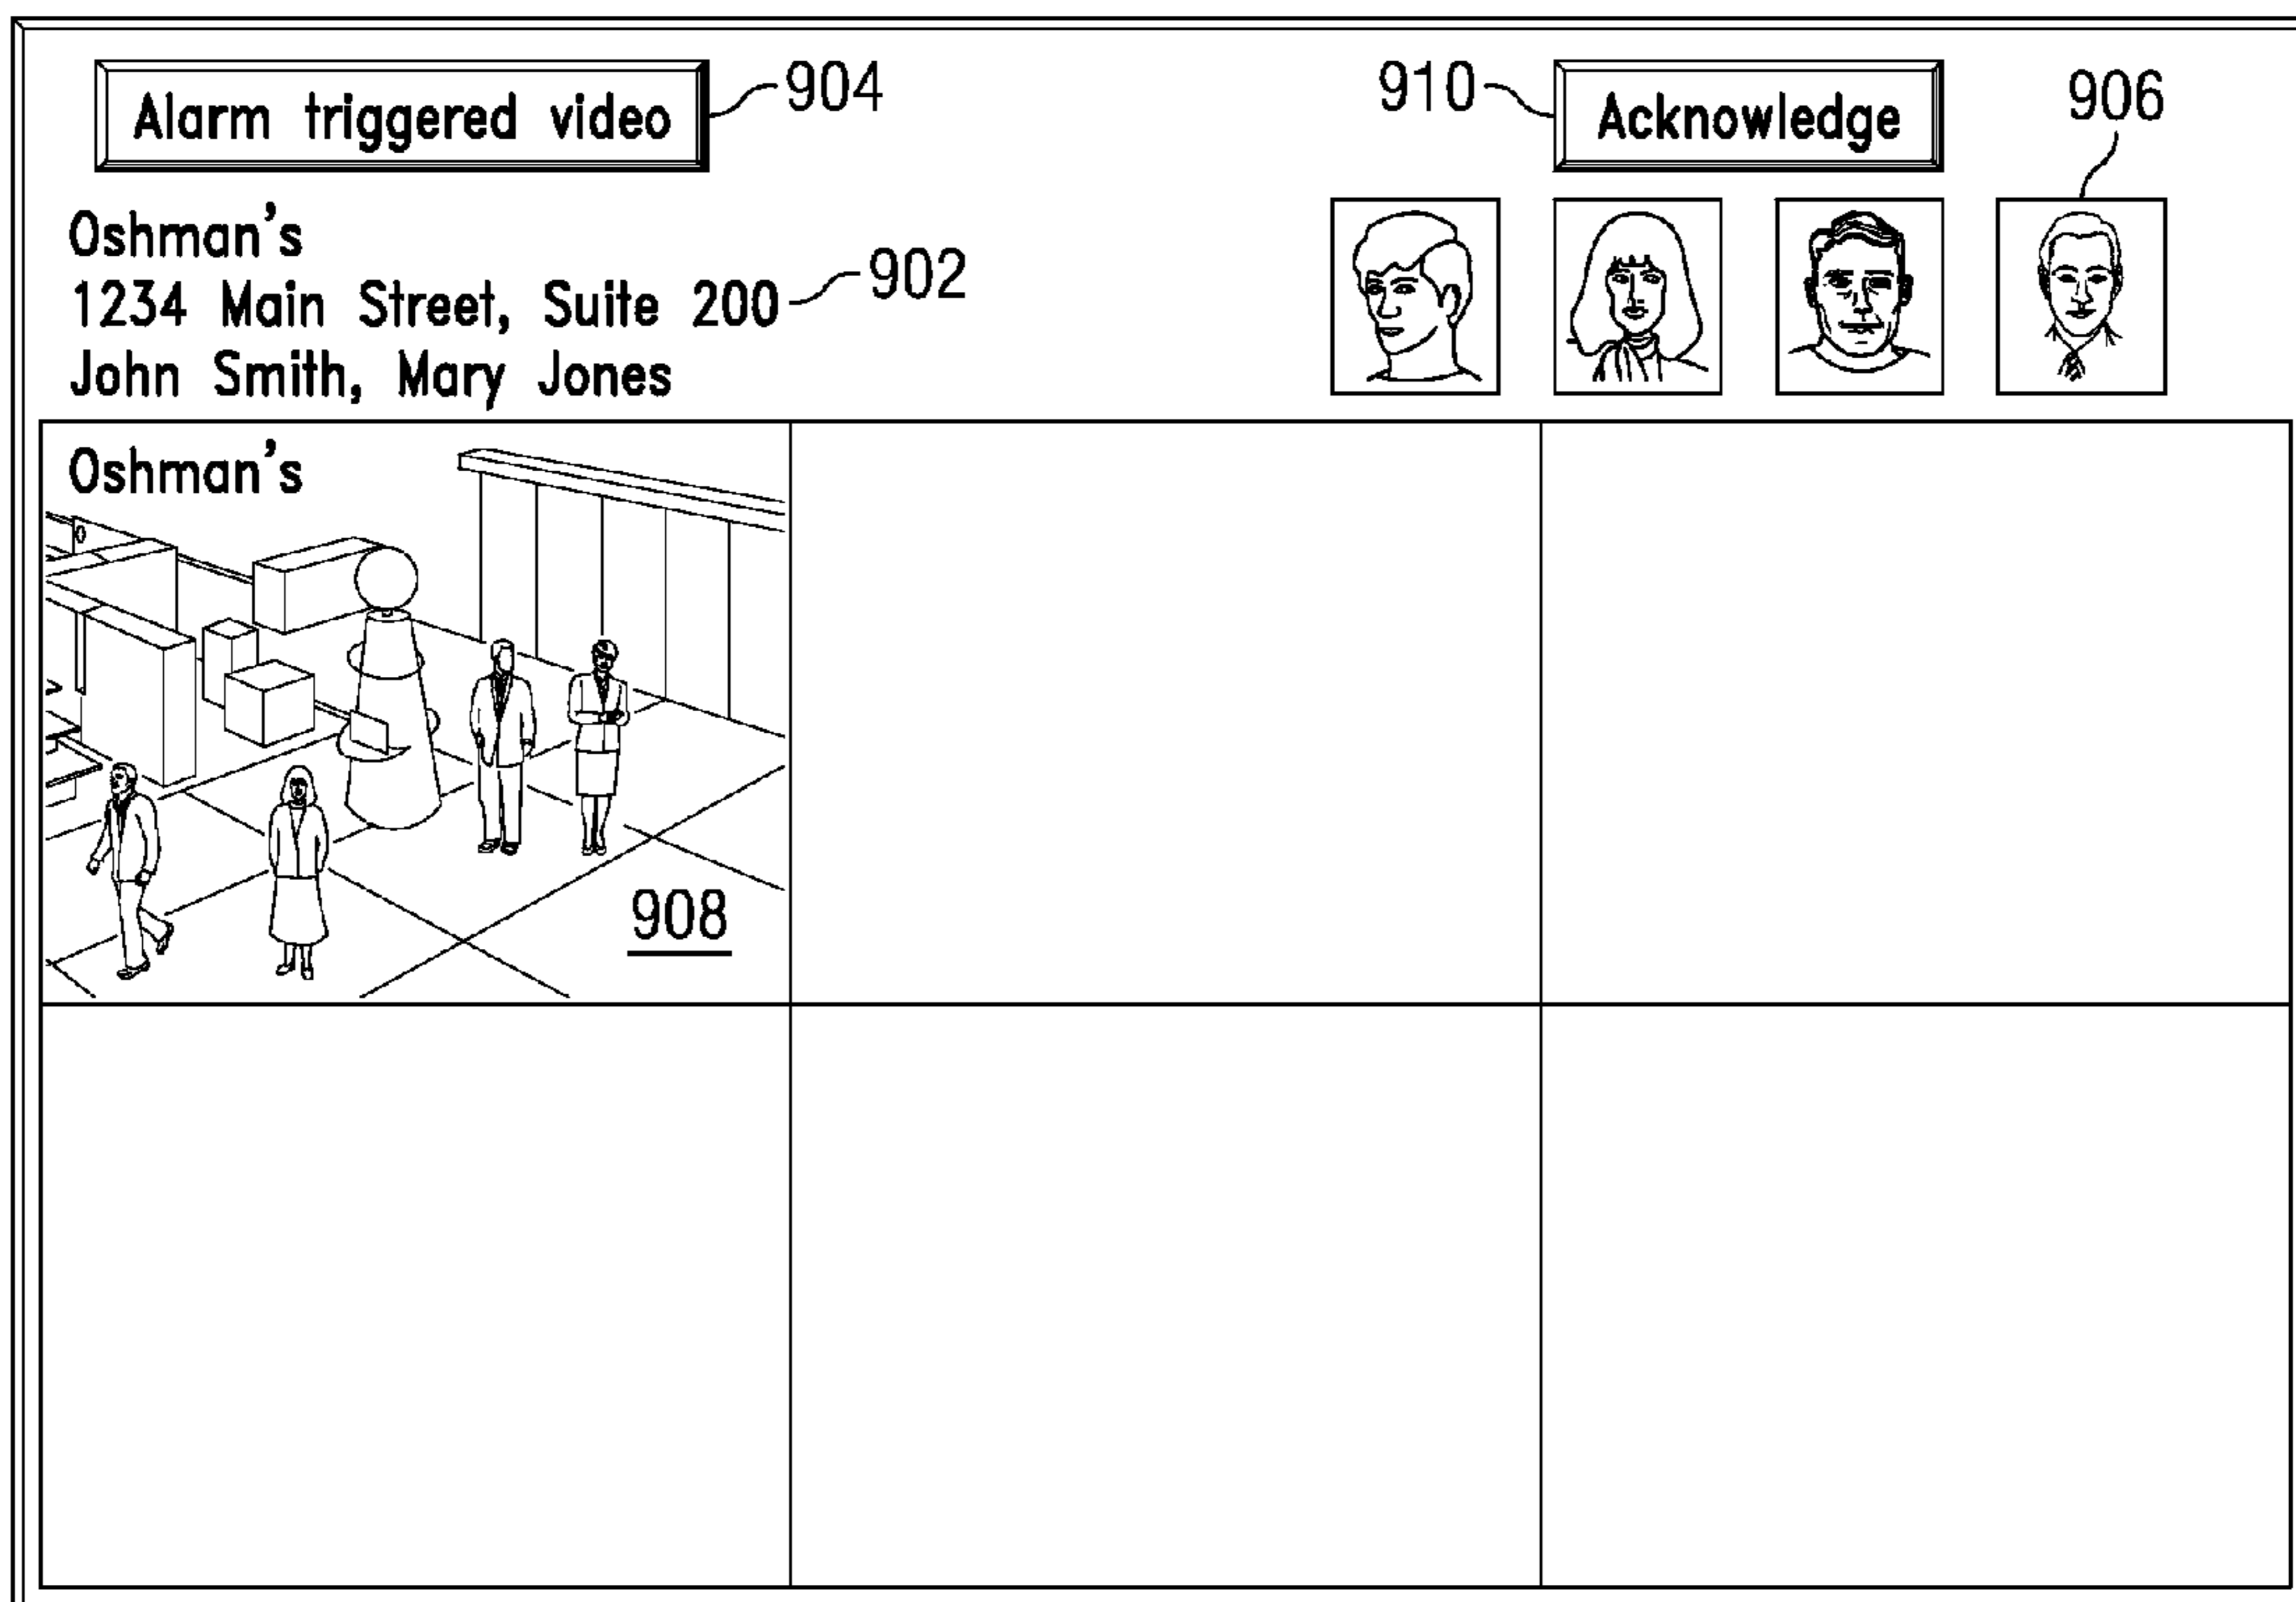 Alarm triggered video
904
910
Acknowledge
906
Oshman's
1234 Main Street, Suite 200
902
John Smith, Mary Jones
Oshman's
908